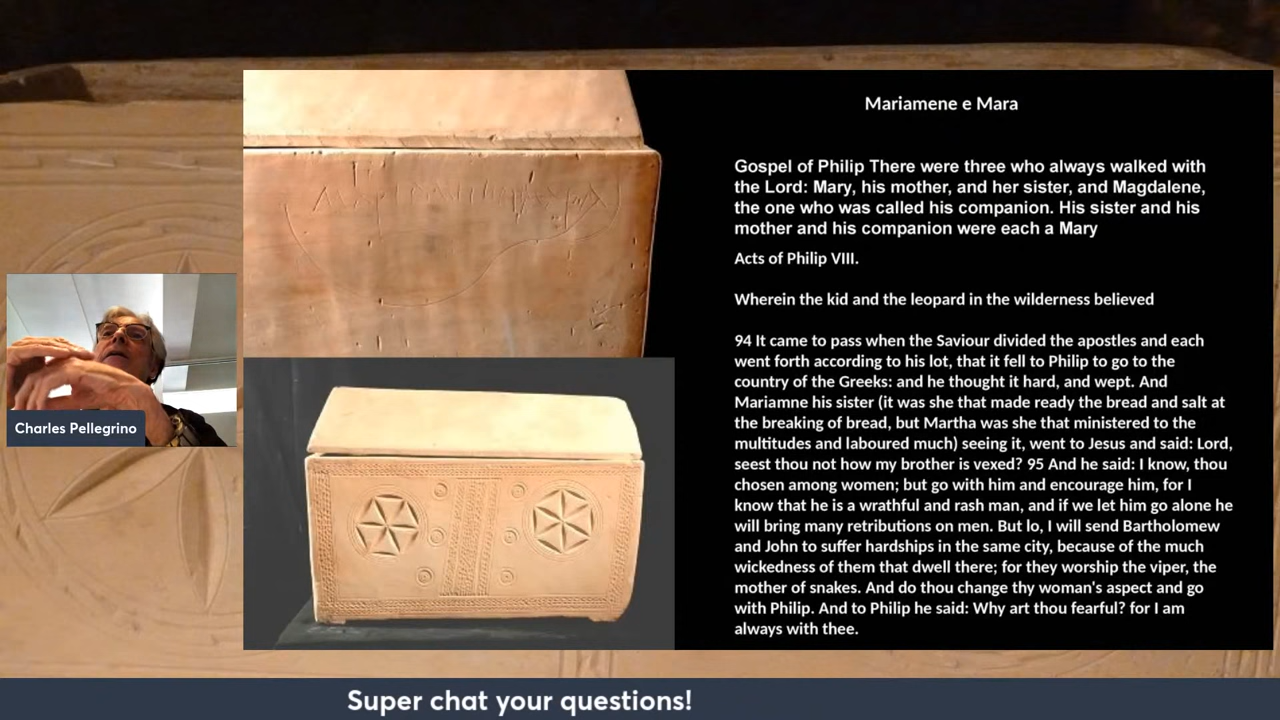 Mariamene e Mara
Gospel of Philip There were three who always walked with
the Lord: Mary, his mother, and her sister, and Magdalene,
the one who was called his companion. His sister and his
mother and his companion were each a Mary
Acts of Philip VIII.
Wherein the kid and the leopard in the wilderness believed
94 It came to pass when the Saviour divided the apostles and each
went forth according to his lot, that it fell to Philip to go to the
country of the Greeks: and he thought it hard, and wept. And
Mariamne his sister (it was she that made ready the bread and salt at
the breaking of bread, but Martha was she that ministered to the
multitudes and laboured much) seeing it, went to Jesus and said: Lord,
seest thou not how my brother is vexed? 95 And he said: I know, thou
chosen among women; but go with him and encourage him, for I
know that he is a wrathful and rash man, and if we let him go alone he
will bring many retributions on men. But lo, I will send Bartholomew
and John to suffer hardships in the same city, because of the much
wickedness of them that dwell there; for they worship the viper, the
mother of snakes. And do thou change thy woman's aspect and go
with Philip. And to Philip he said: Why art thou fearful? for I am
always with thee.
Charles Pellegrino
Super chat your questions!